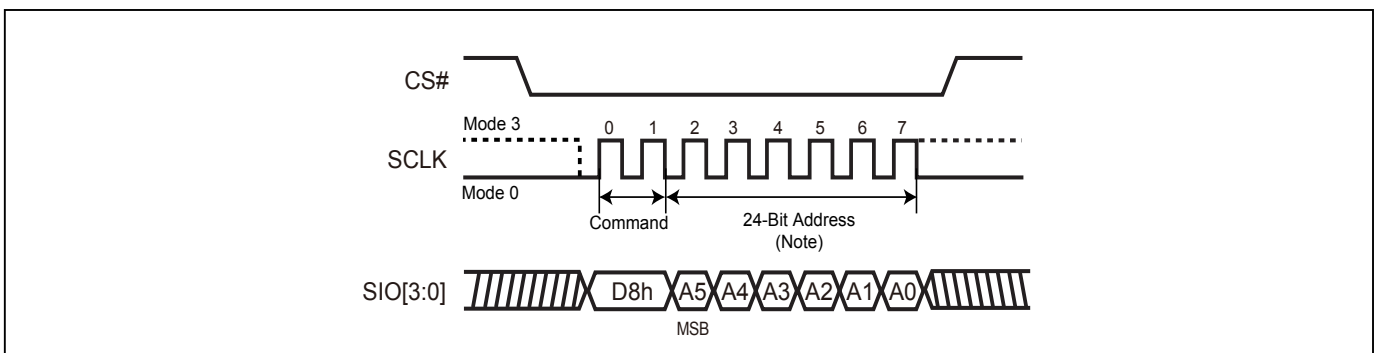 CS#
Mode 3
0 1 2 3 4 5 6 7
SCLK
Mode 0
Command
24-Bit Address
(Note)
SIO[3:0]
D8h A5 A4 A3 A2 A1 A0
MSB